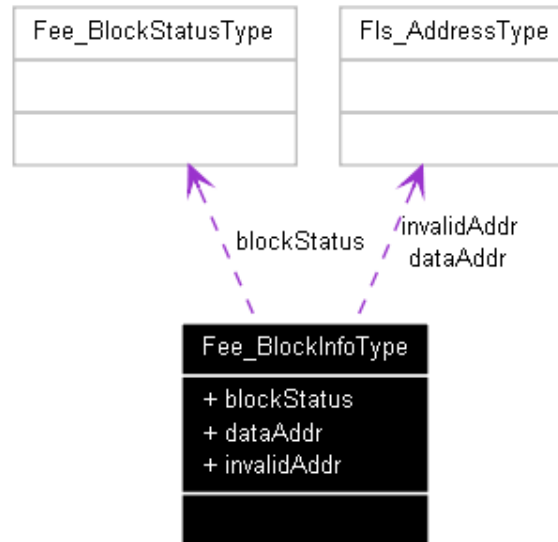 Fee_BlockStatusType
Fls_AddressType
blockStatus
invalidAddr
dataAddr
Fee_BlockInfoType
+ blockStatus
+ dataAddr
+ invalidAddr